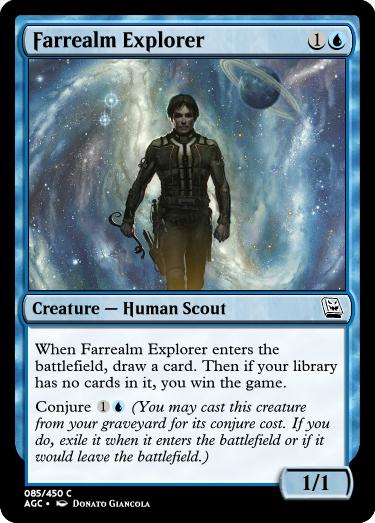 Farrealm Explorer 1
Creature — Human Scout
When Farrealm Explorer enters the
battlefield, draw a card. Then if your library
has no cards in it, you win the game.
Conjure 1 (You may cast this creature
from your graveyard for its conjure cost. If you
do, exile it when it enters the battlefield or if it
would leave the battlefield.)
1/1
085/450 C
AGC • Donato Giancola